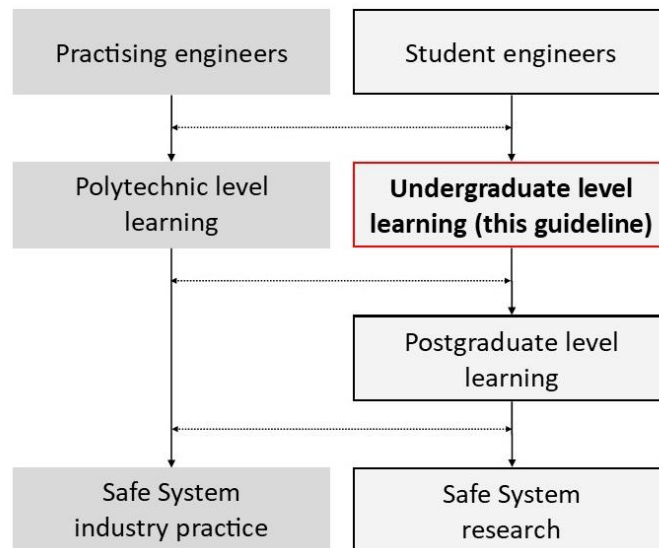 Practising engineers
Student engineers
Polytechnic level
learning
Undergraduate level
learning (this guideline)
Postgraduate level
learning
Safe System
industry practice
Safe System
research